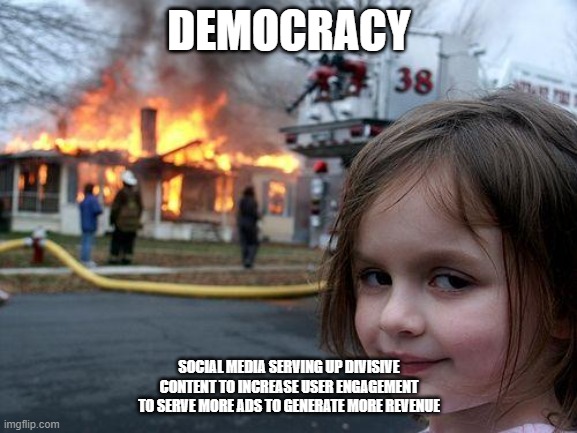 DEMOCRACY
38
SOCIAL MEDIA SERVING UP DIVISIVE
CONTENT TO INCREASE USER ENGAGEMENT
TO SERVE MORE ADS TO GENERATE MORE REVENUE
imgflip.com